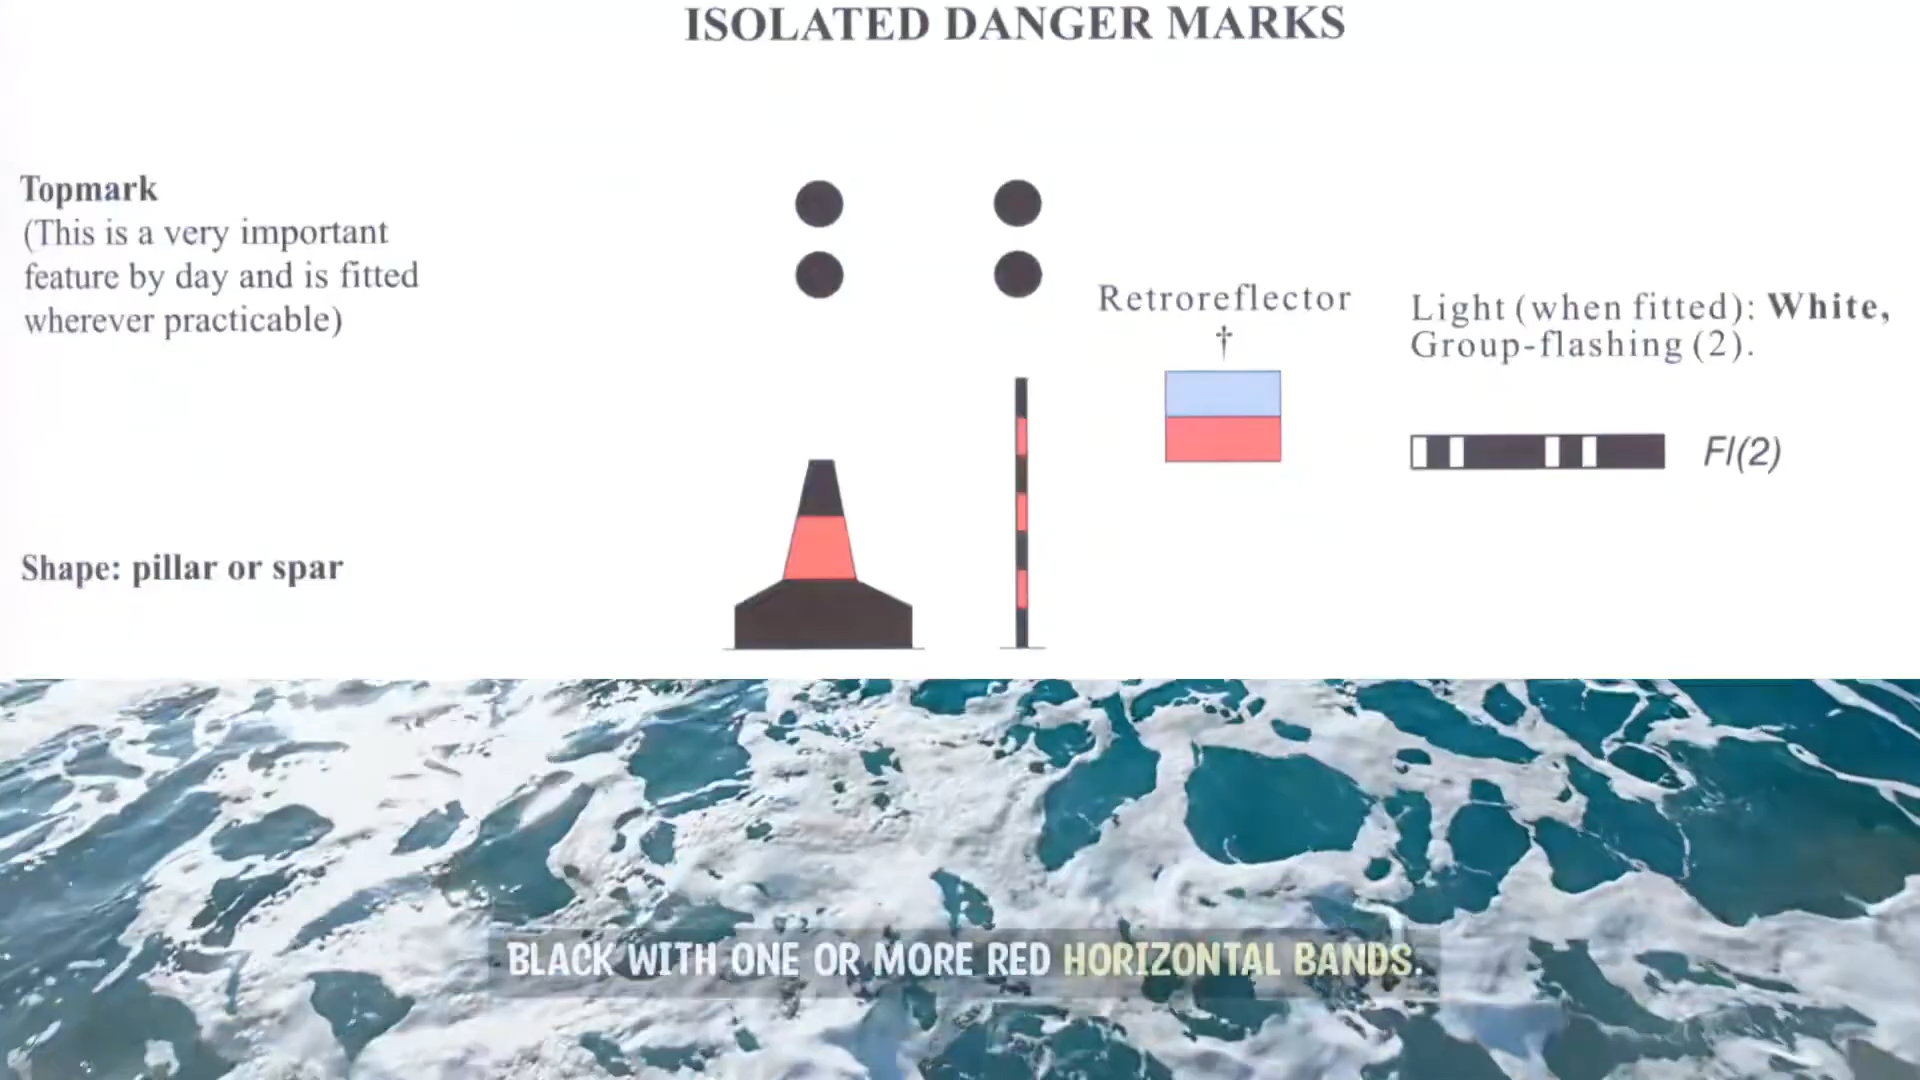 ISOLATED DANGER MARKS
Topmark
(This is a very important
feature by day and is fitted
wherever practicable)
Retroreflector
†
Light (when fitted): White,
Group-flashing (2).
Fl(2)
Shape: pillar or spar
BLACK WITH ONE OR MORE RED HORIZONTAL BANDS.